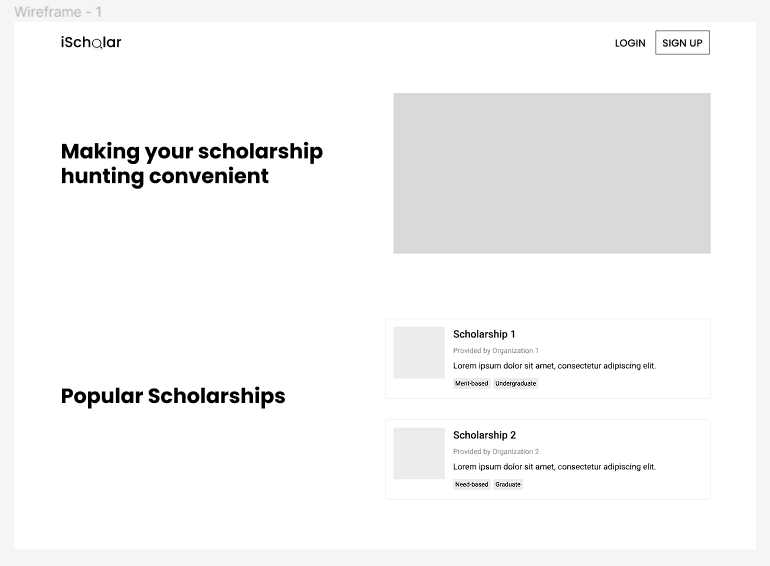 Wireframe - 1
iScholar
LOGIN
SIGN UP
Making your scholarship
hunting convenient
Popular Scholarships
Scholarship 1
Provided by Organization 1
Lorem ipsum dolor sit amet, consectetur adipiscing elit.
Merit-based
Undergraduate
Scholarship 2
Provided by Organization 2
Lorem ipsum dolor sit amet, consectetur adipiscing elit.
Need-based
Graduate